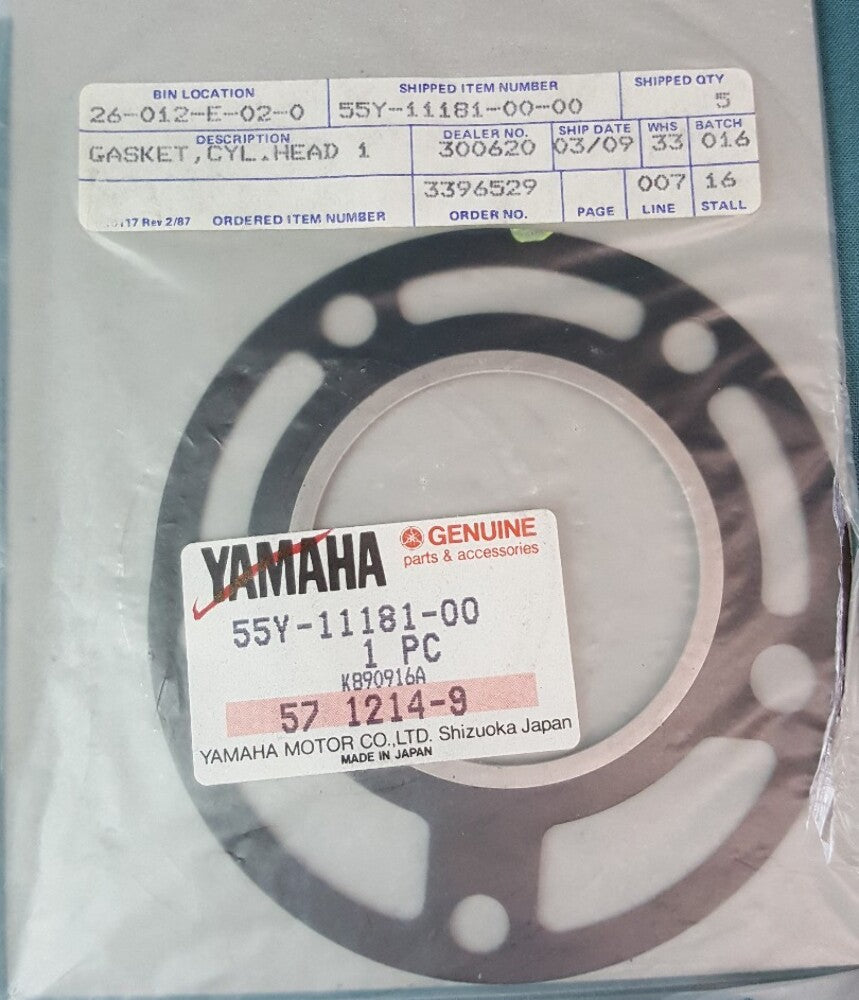 BIN LOCATION SHIPPED ITEM NUMBER SHIPPED QTY
26-012-E-02-0 55Y-11181-00-00 5
DESCRIPTION DEALER NO. SHIP DATE WHS BATCH
GASKET,CYL.HEAD 1 300620 03/09 33 016
3396529 007 16
Rev 2/87 ORDERED ITEM NUMBER ORDER NO. PAGE LINE STALL
YAMAHA GENUINE
parts & accessories
55Y-11181-00
1 PC
K890916A
57 1214-9
YAMAHA MOTOR CO.,LTD. Shizuoka Japan
MADE IN JAPAN